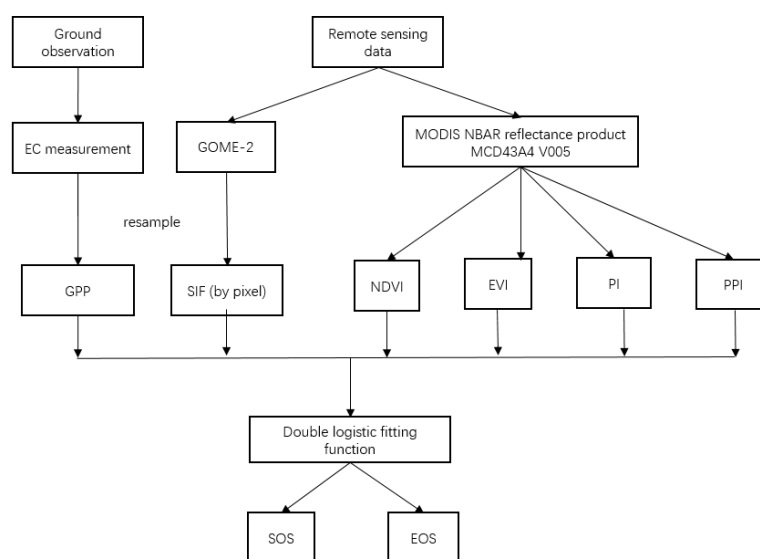 Ground
observation
Remote sensing
data
EC measurement
GOME-2
MODIS NBAR reflectance product
MCD43A4 V005
resample
GPP
SIF (by pixel)
NDVI
EVI
PI
PPI
Double logistic fitting
function
SOS
EOS